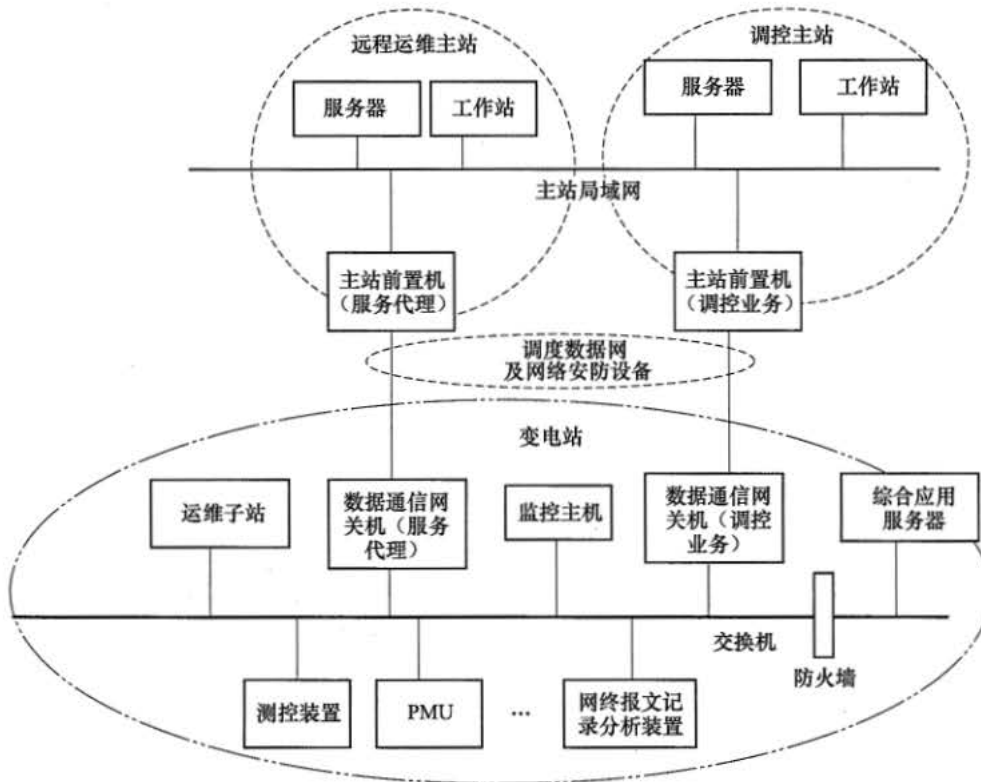 远程运维主站
调控主站
服务器
工作站
服务器
工作站
主站局域网
主站前置机
（服务代理）
主站前置机
（调控业务）
调度数据网
及网络安防设备
变电站
运维子站
数据通信网
关机（服务
代理）
监控主机
数据通信网
关机（调控
业务）
综合应用
服务器
交换机
防火墙
测控装置
PMU
…
网终报文记
录分析装置